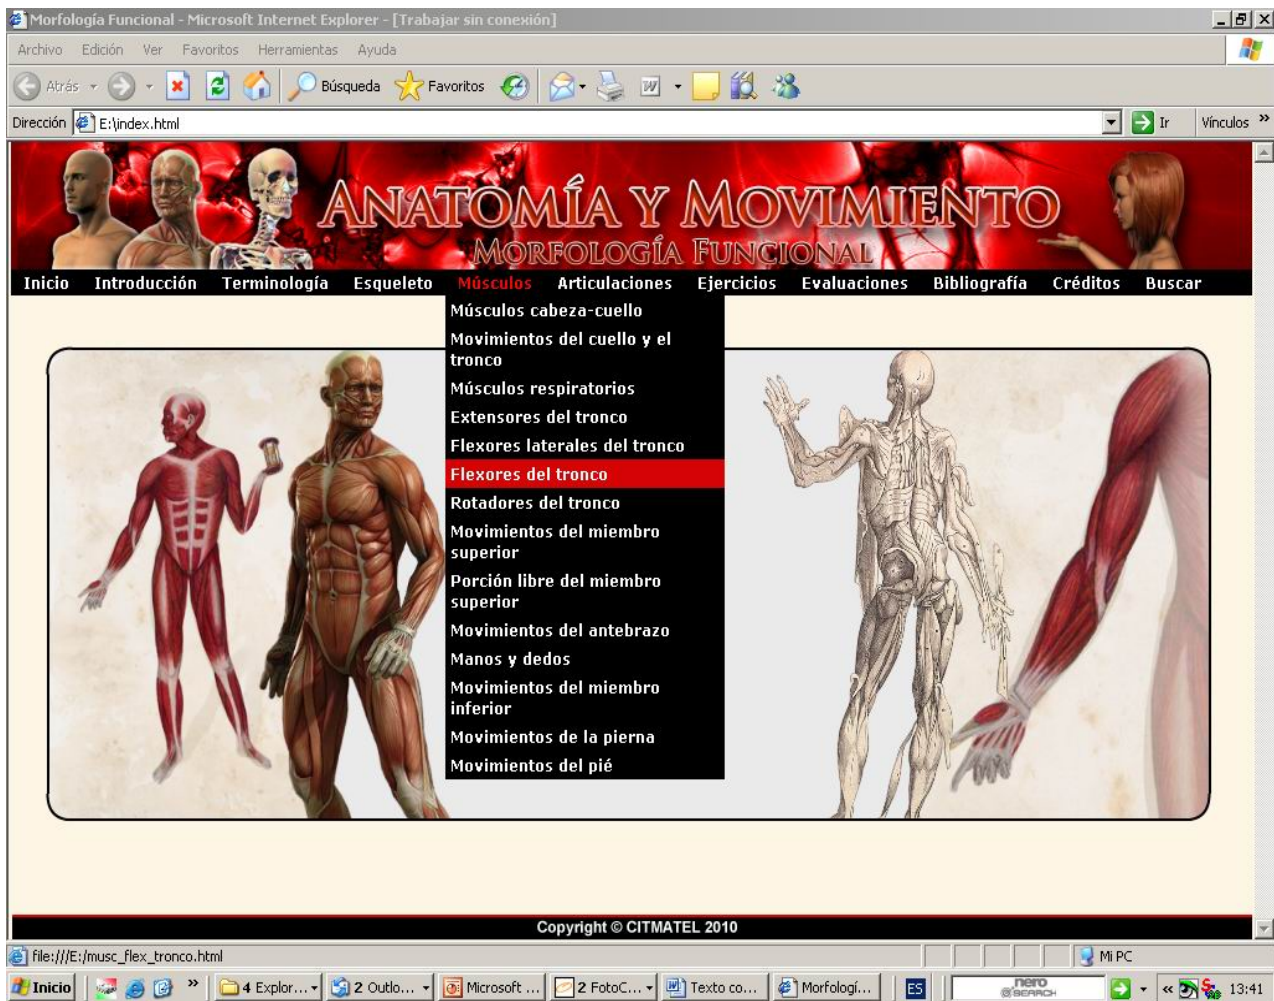 Morfología Funcional - Microsoft Internet Explorer - [Trabajar sin conexión]
Archivo Edición Ver Favoritos Herramientas Ayuda
Atrás Búsqueda Favoritos
Dirección E:\index.html Ir Vínculos »
ANATOMÍA Y MOVIMIENTO
MORFOLOGÍA FUNCIONAL
Inicio Introducción Terminología Esqueleto Músculos Articulaciones Ejercicios Evaluaciones Bibliografía Créditos Buscar
Músculos cabeza-cuello
Movimientos del cuello y el
tronco
Músculos respiratorios
Extensores del tronco
Flexores laterales del tronco
Flexores del tronco
Rotadores del tronco
Movimientos del miembro
superior
Porción libre del miembro
superior
Movimientos del antebrazo
Manos y dedos
Movimientos del miembro
inferior
Movimientos de la pierna
Movimientos del pié
Copyright © CITMATEL 2010
file:///E:/musc_flex_tronco.html Mi PC
Inicio » 4 Explor... 2 Outlo... Microsoft ... 2 FotoC... Texto co... Morfologí... ES nero SEARCH « 13:41